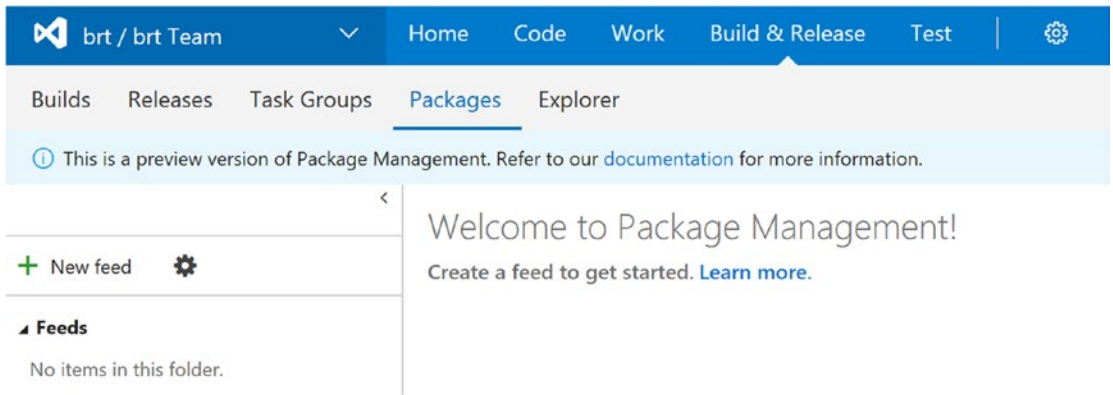 brt / brt Team Home Code Work Build & Release Test
Builds Releases Task Groups Packages Explorer
This is a preview version of Package Management. Refer to our documentation for more information.
Welcome to Package Management!
+ New feed
Create a feed to get started. Learn more.
Feeds
No items in this folder.